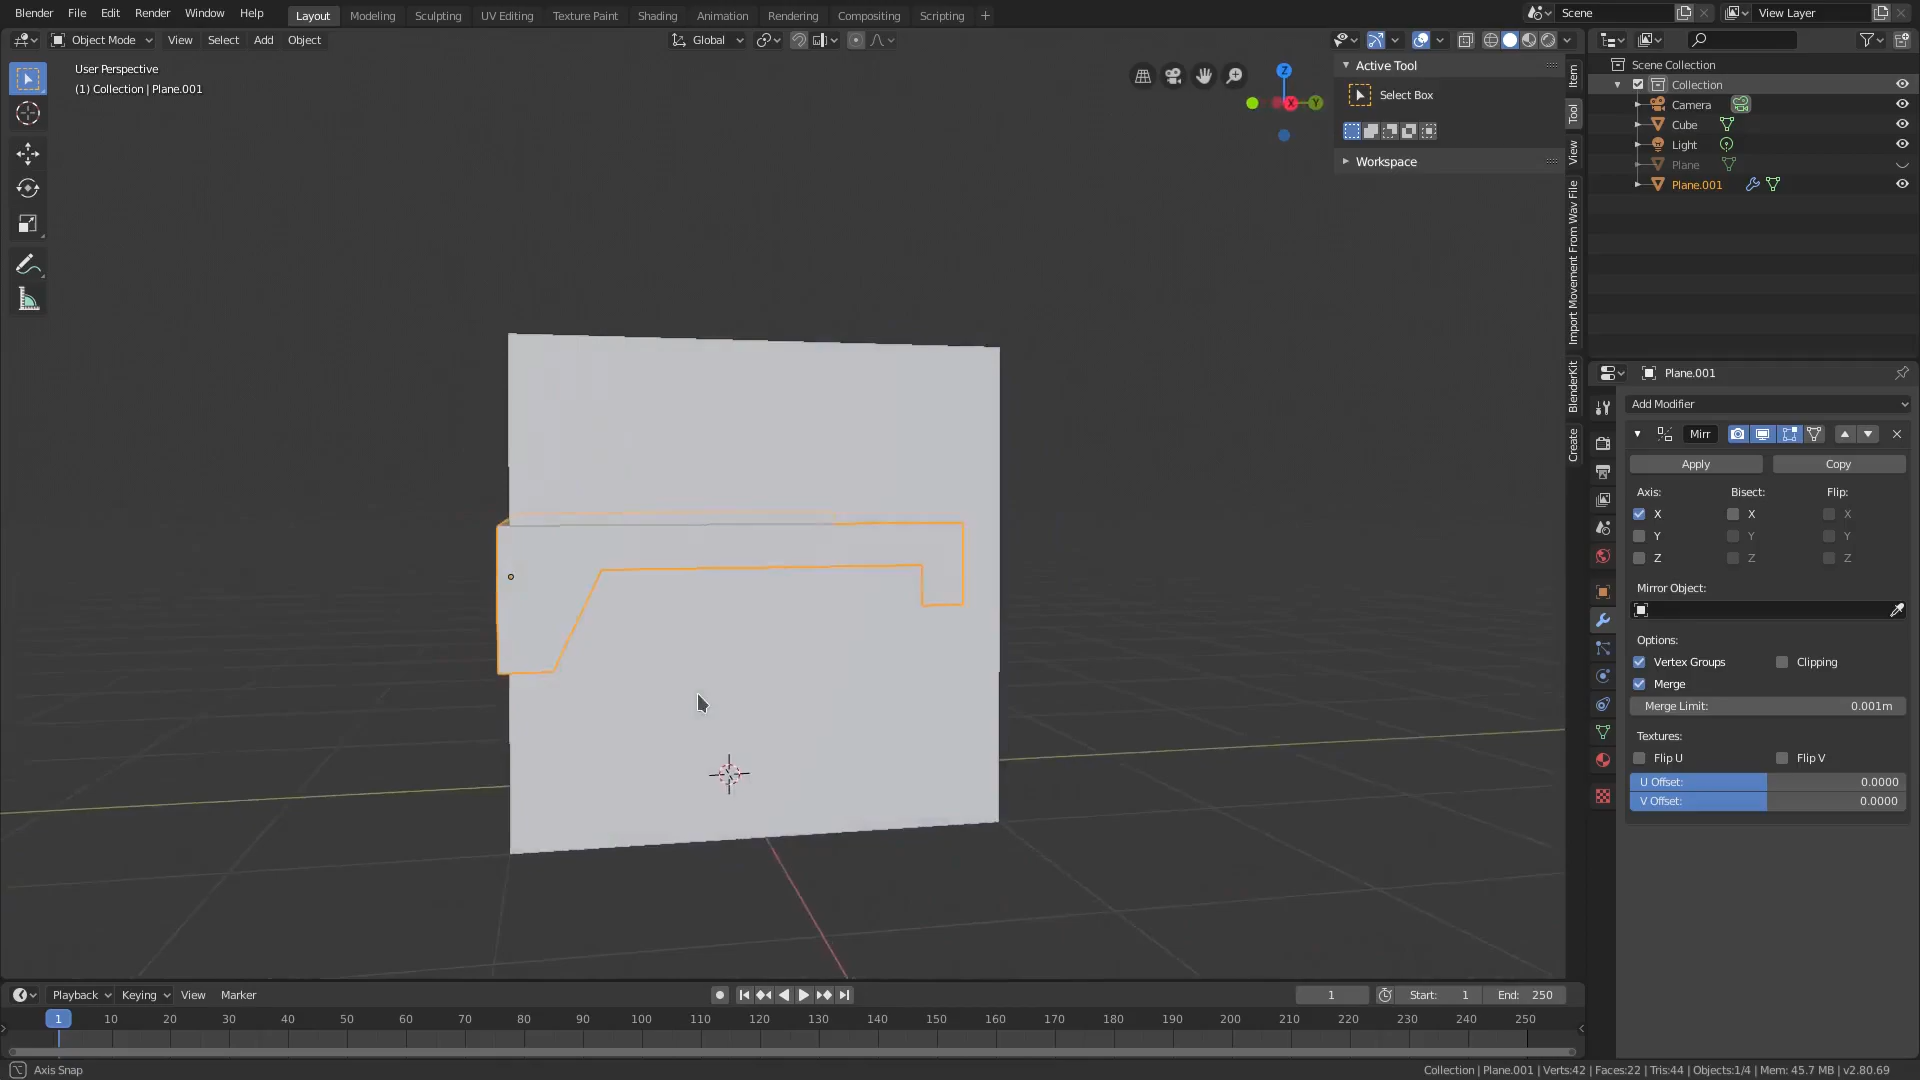 Blender File Edit Render Window Help Layout Modeling Sculpting UV Editing Texture Paint Shading Animation Rendering Compositing Scripting + Scene View Layer
Object Mode View Select Add Object Global
User Perspective
(1) Collection | Plane.001
Z
X
Y
Active Tool
Select Box
Workspace
Item
Tool
View
Import Movement From Wav File
BlenderKit
Create
Scene Collection
Collection
Camera
Cube
Light
Plane
Plane.001
Plane.001
Add Modifier
Mirr
Apply Copy
Axis: Bisect: Flip:
X X X
Y Y Y
Z Z Z
Mirror Object:
Options:
Vertex Groups Clipping
Merge
Merge Limit: 0.001m
Textures:
Flip U Flip V
U Offset: 0.0000
V Offset: 0.0000
Playback Keying View Marker 1 Start: 1 End: 250
1 10 20 30 40 50 60 70 80 90 100 110 120 130 140 150 160 170 180 190 200 210 220 230 240 250
Axis Snap
Collection | Plane.001 | Verts:42 | Faces:22 | Tris:44 | Objects:1/4 | Mem: 45.7 MB | v2.80.69